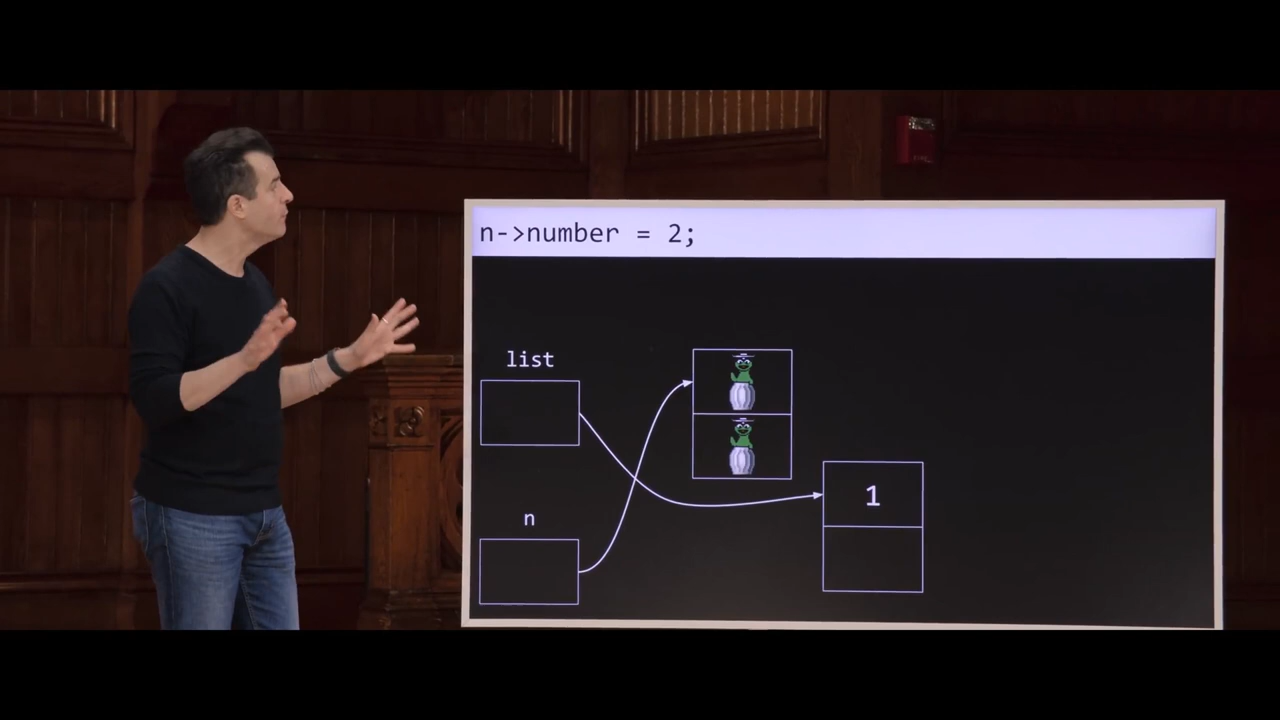 n->number = 2;
list
1
n